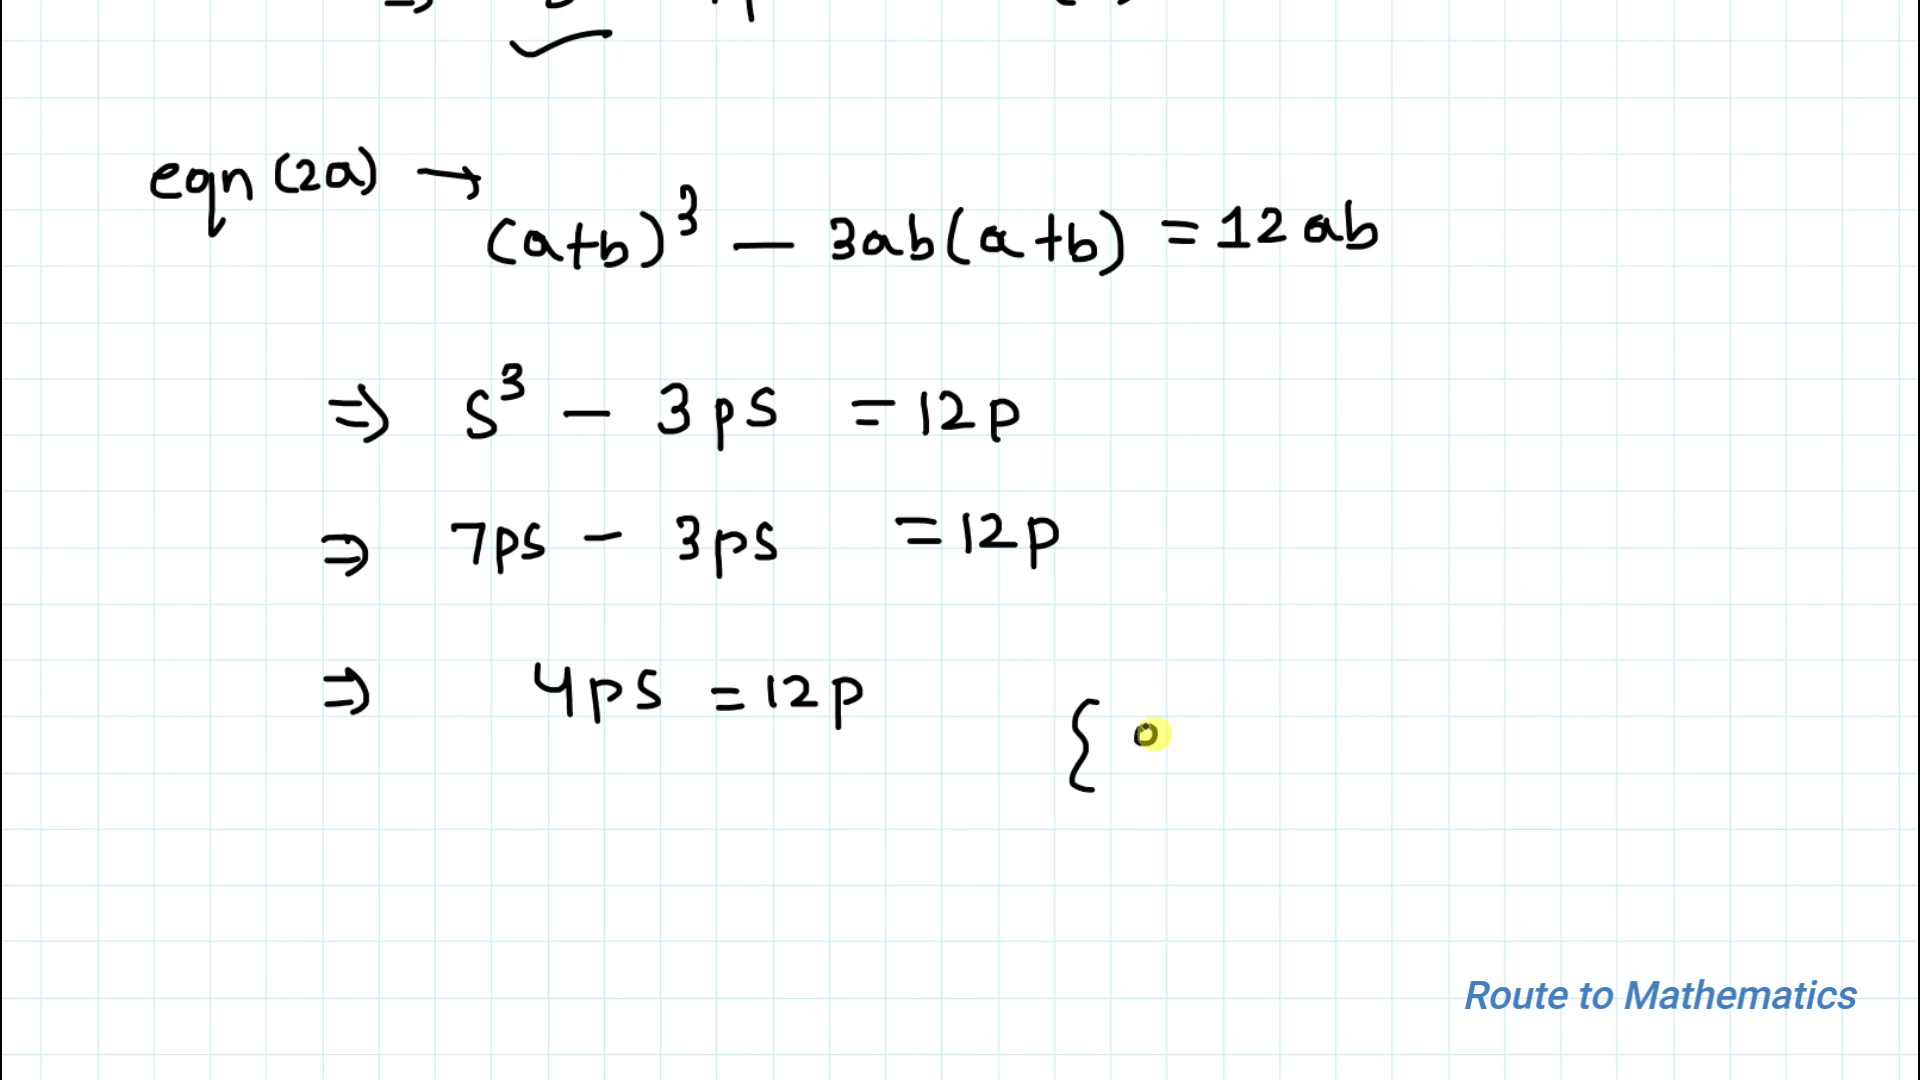 eqn (2a) → (a+b)³ − 3ab(a+b) = 12ab
⇒ s³ − 3ps = 12p
⇒ 7ps − 3ps = 12p
⇒ 4ps = 12p {
Route to Mathematics